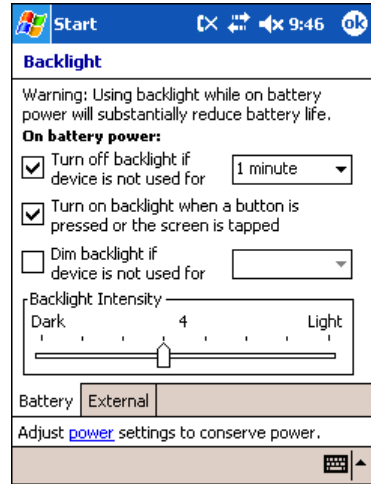 Start 9:46 ok
Backlight
Warning: Using backlight while on battery
power will substantially reduce battery life.
On battery power:
Turn off backlight if
device is not used for 1 minute
Turn on backlight when a button is
pressed or the screen is tapped
Dim backlight if
device is not used for
Backlight Intensity
Dark 4 Light
Battery External
Adjust power settings to conserve power.